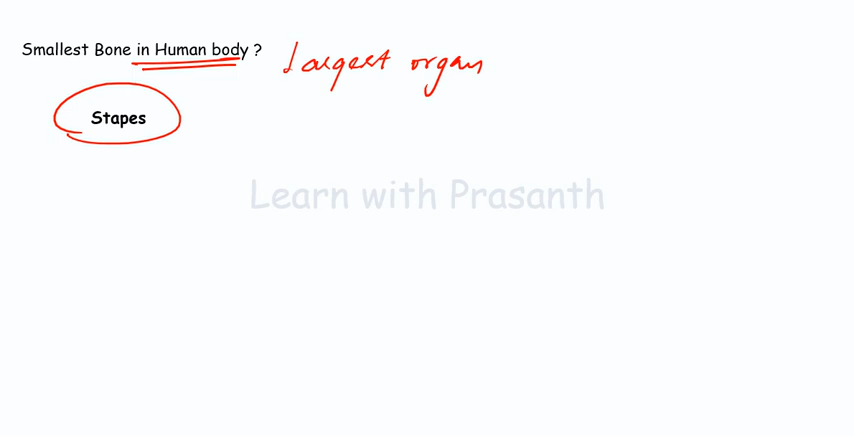 Smallest Bone in Human body ? Largest organ
Stapes
Learn with Prasanth